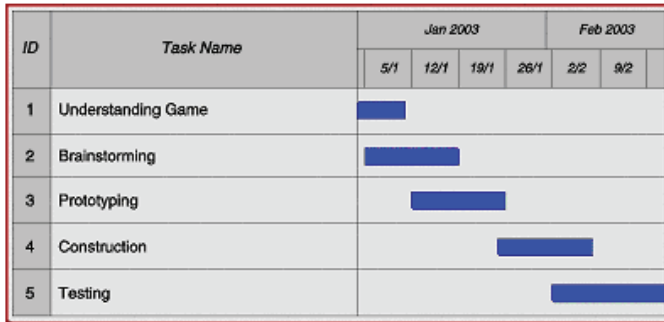 ID Task Name Jan 2003 Feb 2003
5/1 12/1 19/1 26/1 2/2 9/2
1 Understanding Game
2 Brainstorming
3 Prototyping
4 Construction
5 Testing